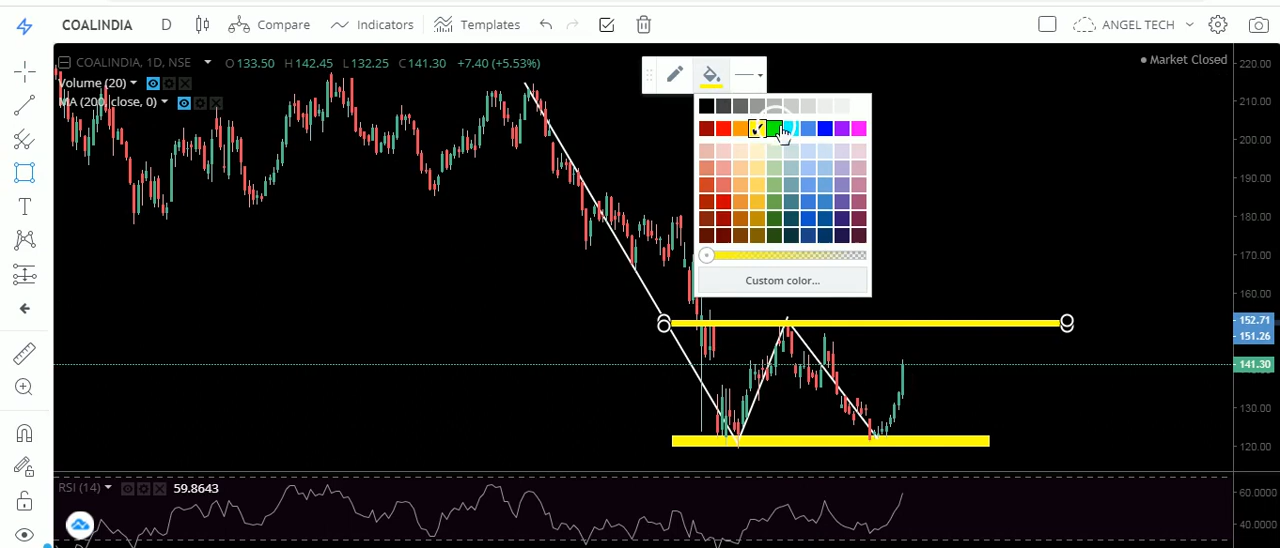 COALINDIA D Compare Indicators Templates ANGEL TECH
COALINDIA, 1D, NSE O 133.50 H 142.45 L 132.25 C 141.30 +7.40 (+5.53%) Market Closed
Volume (20)
MA (200, close, 0)
220.00
210.00
200.00
190.00
180.00
170.00
160.00
152.71
151.26
141.30
130.00
120.00
Custom color...
RSI (14) 59.8643
60.0000
40.0000
T